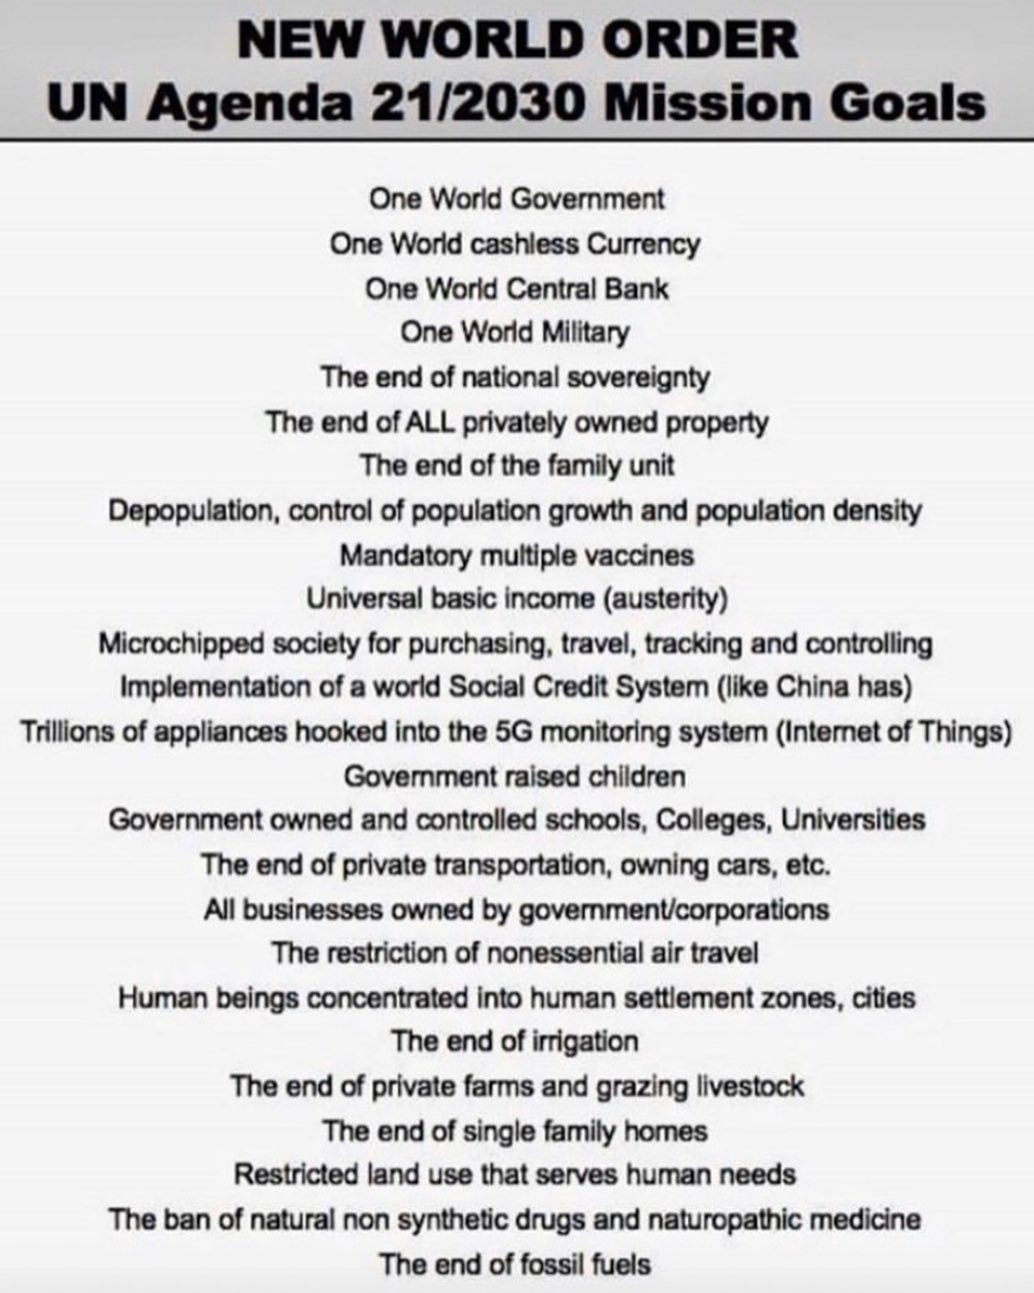 NEW WORLD ORDER
UN Agenda 21/2030 Mission Goals
One World Government
One World cashless Currency
One World Central Bank
One World Military
The end of national sovereignty
The end of ALL privately owned property
The end of the family unit
Depopulation, control of population growth and population density
Mandatory multiple vaccines
Universal basic income (austerity)
Microchipped society for purchasing, travel, tracking and controlling
Implementation of a world Social Credit System (like China has)
Trillions of appliances hooked into the 5G monitoring system (Internet of Things)
Government raised children
Government owned and controlled schools, Colleges, Universities
The end of private transportation, owning cars, etc.
All businesses owned by government/corporations
The restriction of nonessential air travel
Human beings concentrated into human settlement zones, cities
The end of irrigation
The end of private farms and grazing livestock
The end of single family homes
Restricted land use that serves human needs
The ban of natural non synthetic drugs and naturopathic medicine
The end of fossil fuels